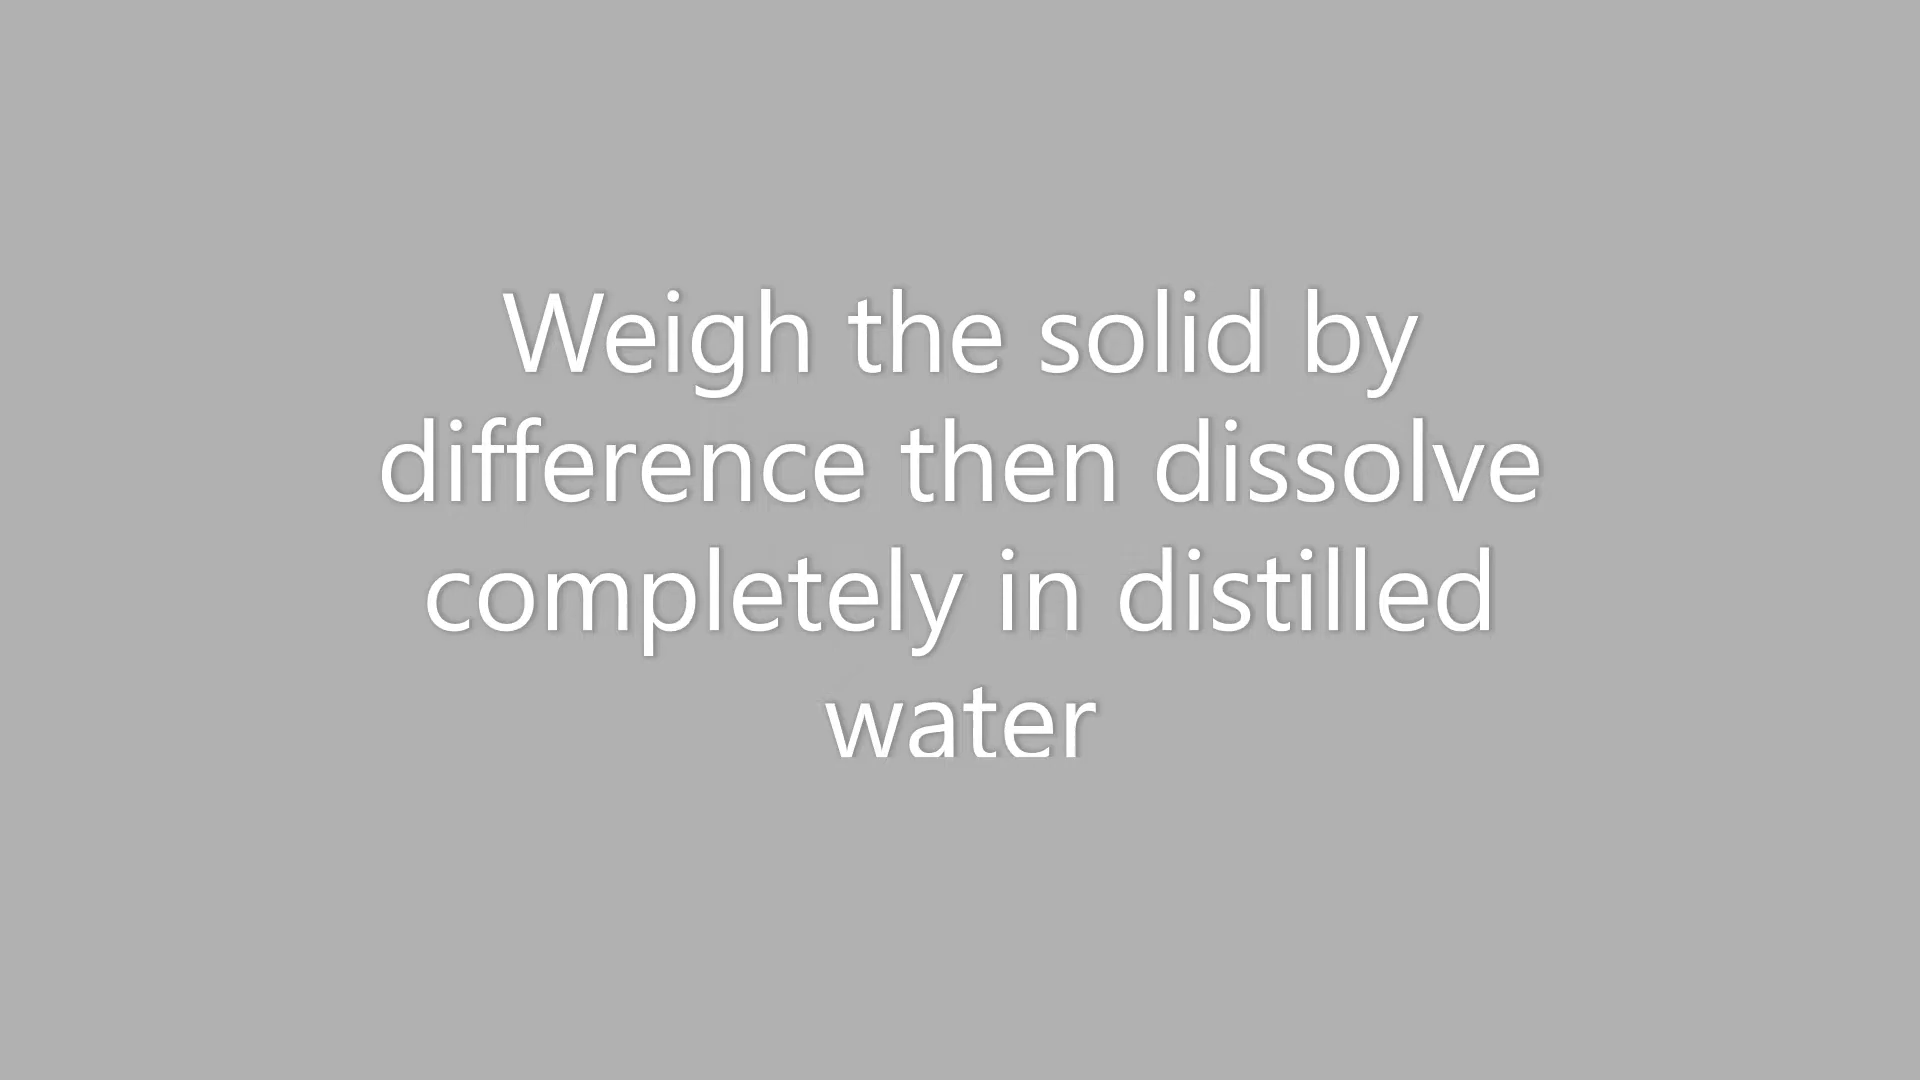 Weigh the solid by
difference then dissolve
completely in distilled
water